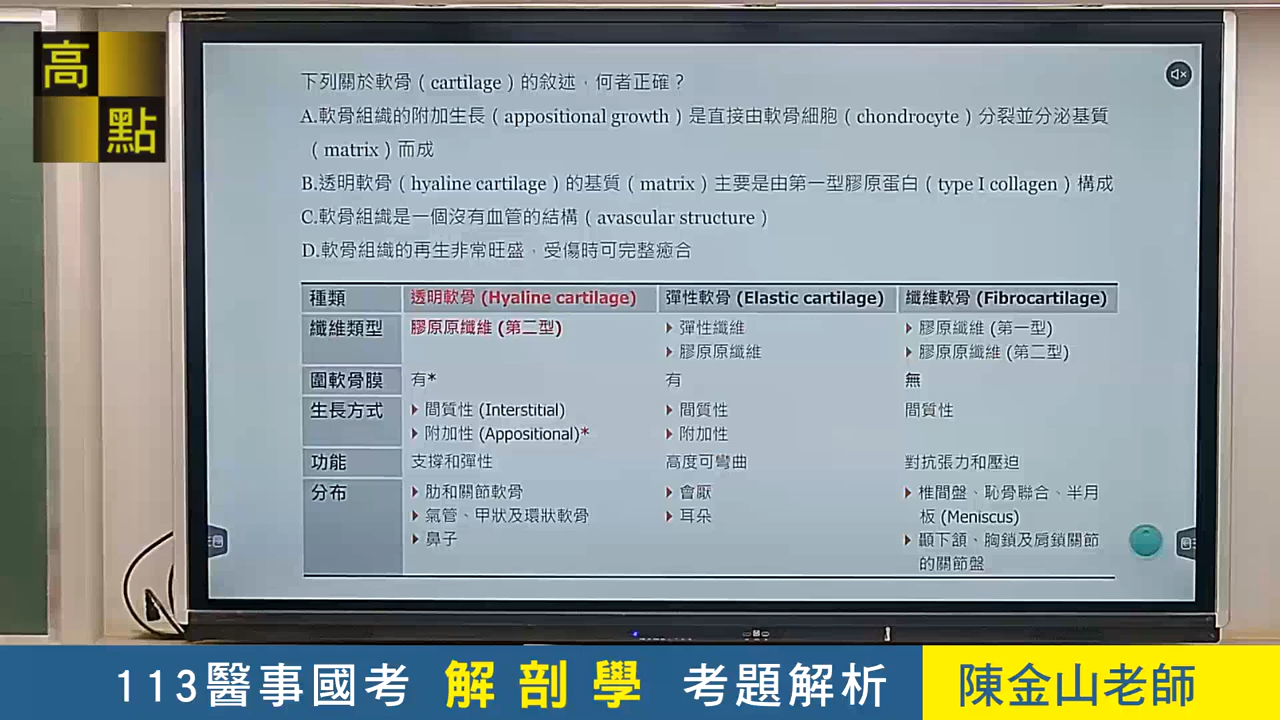 高
點
下列關於軟骨（cartilage）的敘述，何者正確？
A.軟骨組織的附加生長（appositional growth）是直接由軟骨細胞（chondrocyte）分裂並分泌基質
（matrix）而成
B.透明軟骨（hyaline cartilage）的基質（matrix）主要是由第一型膠原蛋白（type I collagen）構成
C.軟骨組織是一個沒有血管的結構（avascular structure）
D.軟骨組織的再生非常旺盛，受傷時可完整癒合
種類 透明軟骨 (Hyaline cartilage) 彈性軟骨 (Elastic cartilage) 纖維軟骨 (Fibrocartilage)
纖維類型 膠原原纖維 (第二型) 彈性纖維 膠原纖維 (第一型)
膠原原纖維 膠原原纖維 (第二型)
圍軟骨膜 有* 有 無
生長方式 間質性 (Interstitial) 間質性 間質性
附加性 (Appositional)* 附加性
功能 支撐和彈性 高度可彎曲 對抗張力和壓迫
分布 肋和關節軟骨 會厭 椎間盤、恥骨聯合、半月
氣管、甲狀及環狀軟骨 耳朵 板 (Meniscus)
鼻子 顳下頷、胸鎖及肩鎖關節
的關節盤
113醫事國考 解剖學 考題解析 陳金山老師